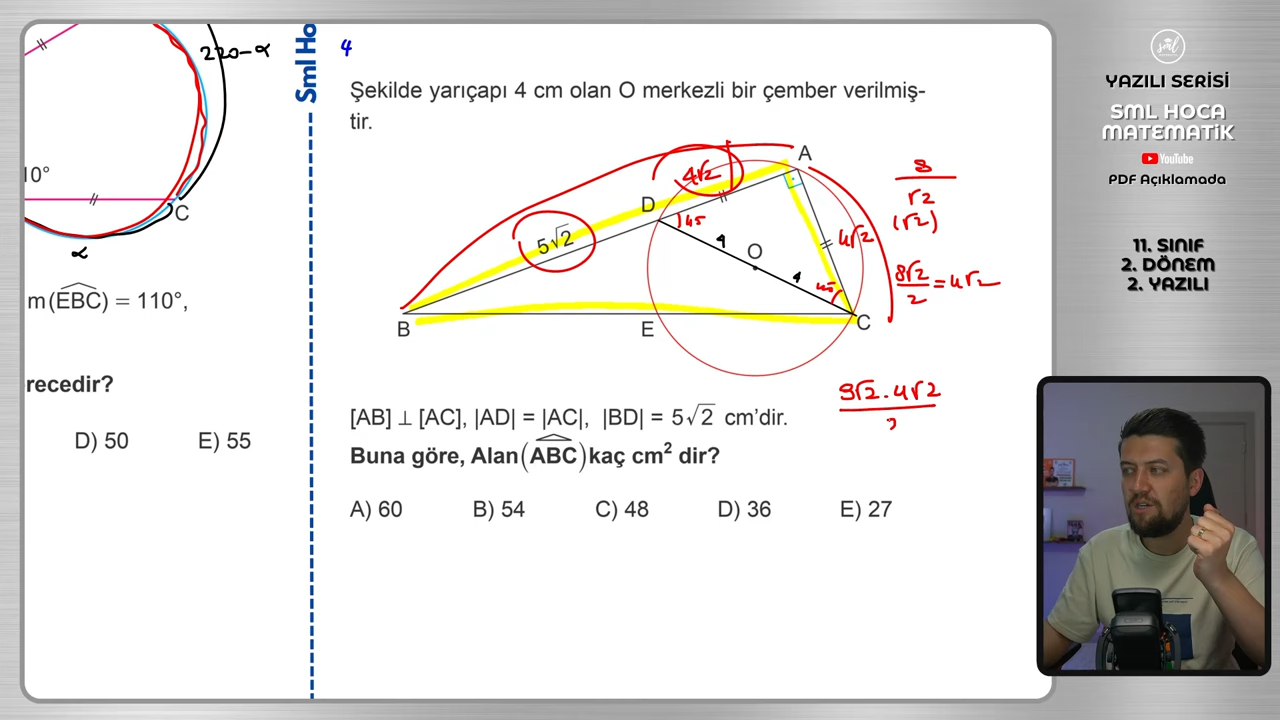 220-α
10°
C
α
m(EBC) = 110°,
recedir?
D) 50 E) 55
Sml Ho
4
Şekilde yarıçapı 4 cm olan O merkezli bir çember verilmiş-
tir.
A
4√2
D
45
5√2
4
O
4
4√2
45
B
E
C
8
√2
(√2)
8√2
2
= 4√2
9√2 . 4√2
2
[AB] ⊥ [AC], |AD| = |AC|, |BD| = 5√2 cm'dir.
Buna göre, Alan(ABC) kaç cm² dir?
A) 60 B) 54 C) 48 D) 36 E) 27
sml
YAZILI SERİSİ
SML HOCA
MATEMATİK
YouTube
PDF Açıklamada
11. SINIF
2. DÖNEM
2. YAZILI